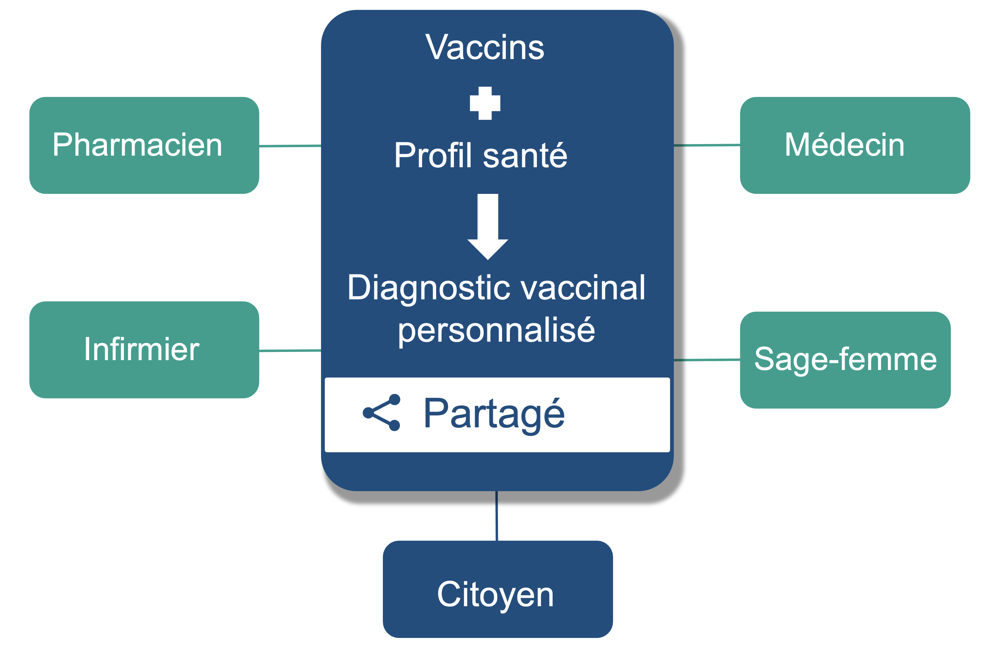 Vaccins
Profil santé
Diagnostic vaccinal
personnalisé
Partagé
Pharmacien
Médecin
Infirmier
Sage-femme
Citoyen